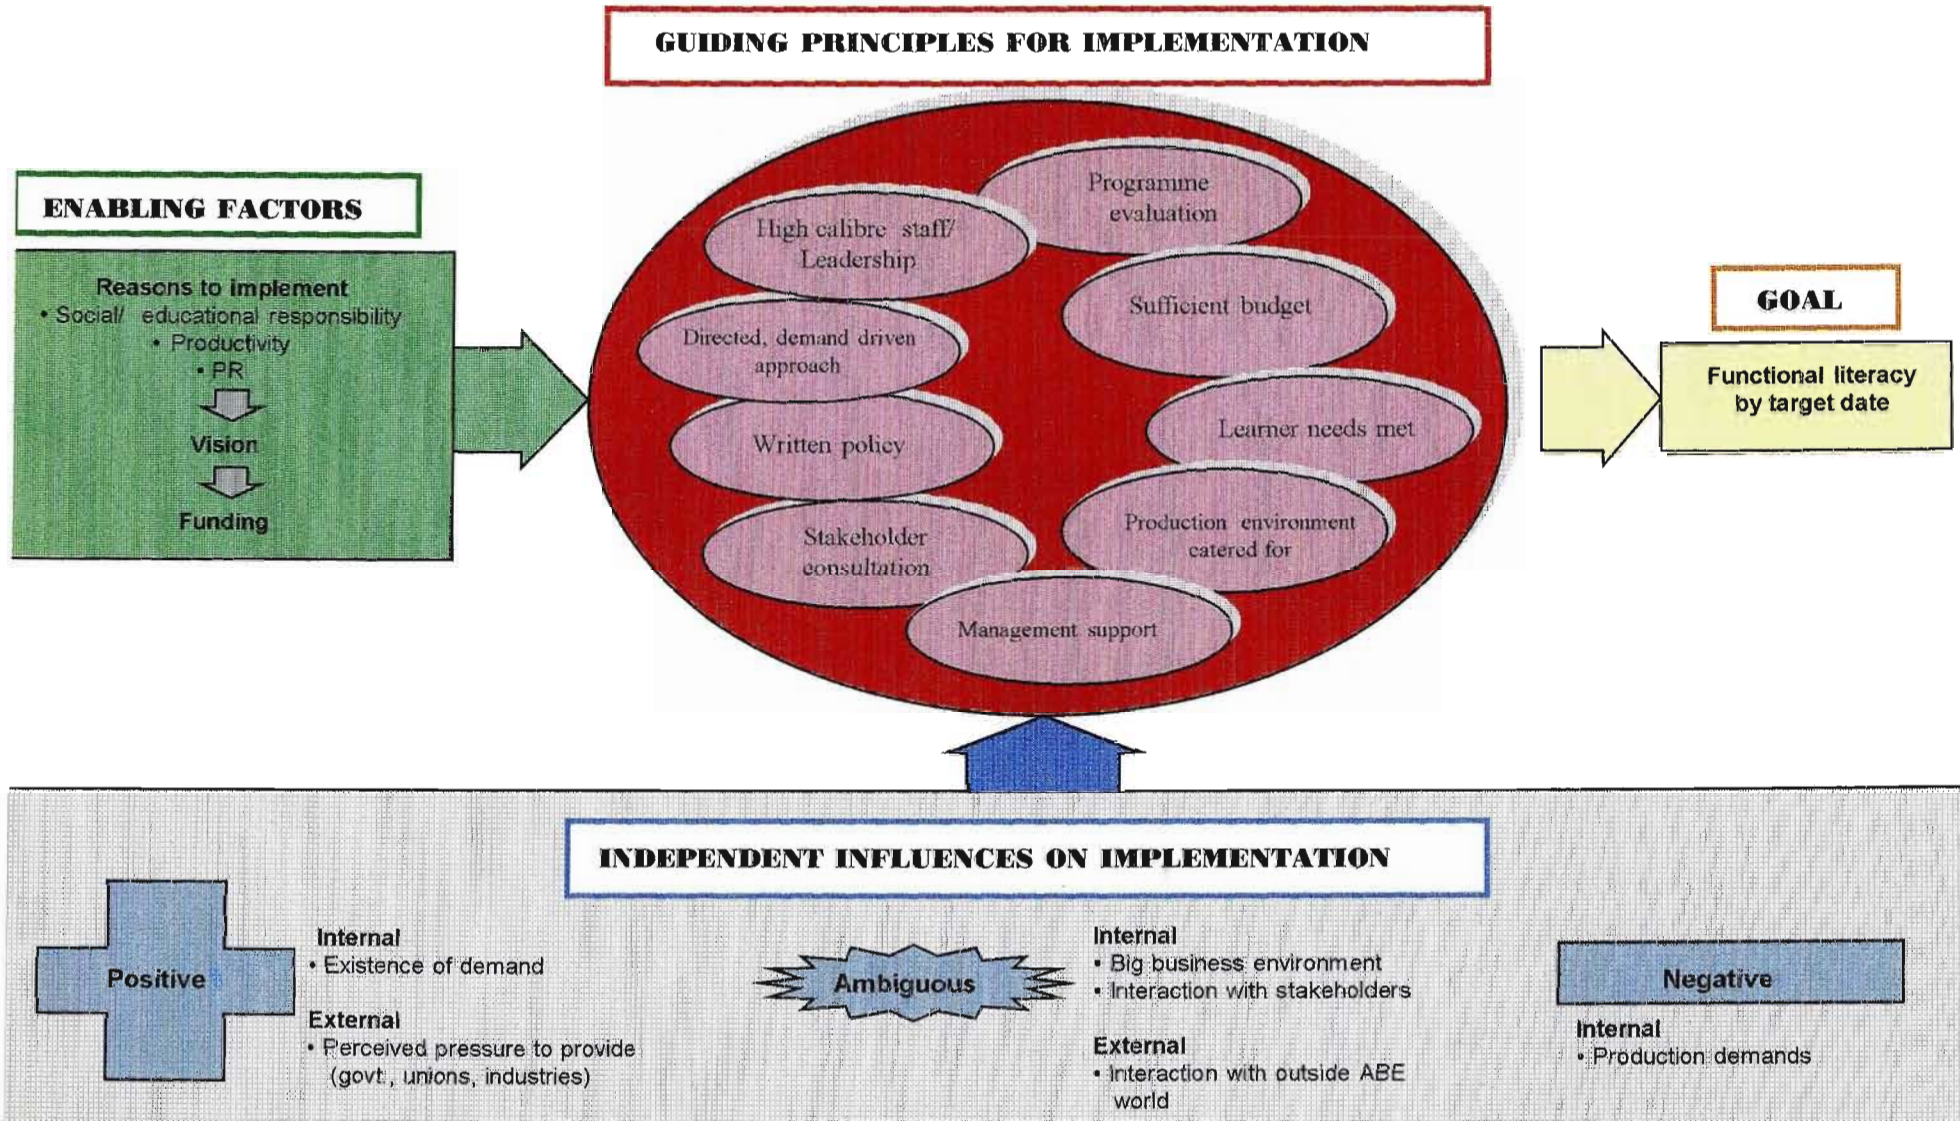 GUIDING PRINCIPLES FOR IMPLEMENTATION
ENABLING FACTORS
Reasons to implement
• Social/ educational responsibility
• Productivity
• PR
Vision
Funding
Programme
evaluation
High calibre staff/
Leadership
Sufficient budget
Directed, demand driven
approach
Learner needs met
Written policy
Production environment
catered for
Stakeholder
consultation
Management support
GOAL
Functional literacy
by target date
INDEPENDENT INFLUENCES ON IMPLEMENTATION
Positive
Internal
• Existence of demand
External
• Perceived pressure to provide
(govt., unions, industries)
Ambiguous
Internal
• Big business environment
• Interaction with stakeholders
External
• Interaction with outside ABE
world
Negative
Internal
• Production demands